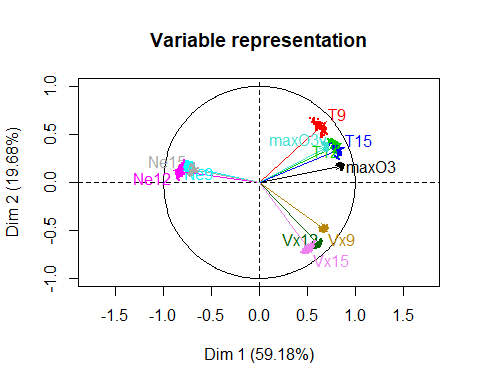 Variable representation
Dim 2 (19.68%)
1.0
0.5
0.0
-0.5
-1.0
T9
maxO3v
T15
T12
maxO3
Ne15
Ne9
Ne12
Vx12
Vx9
Vx15
-1.5
-1.0
-0.5
0.0
0.5
1.0
1.5
Dim 1 (59.18%)